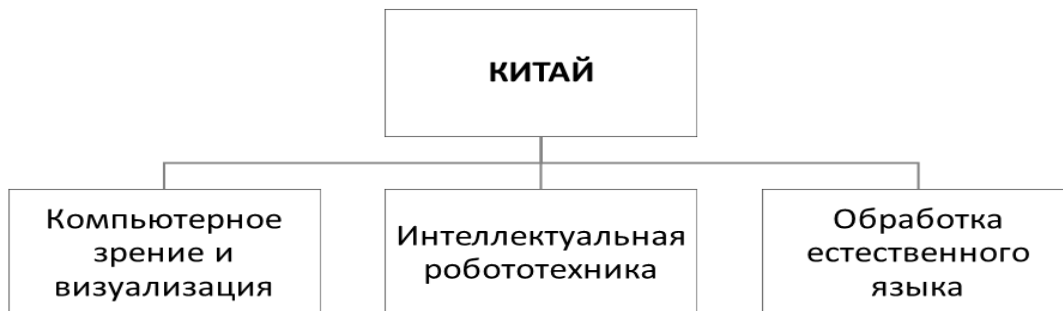 КИТАЙ
Компьютерное
зрение и
визуализация
Интеллектуальная
робототехника
Обработка
естественного
языка